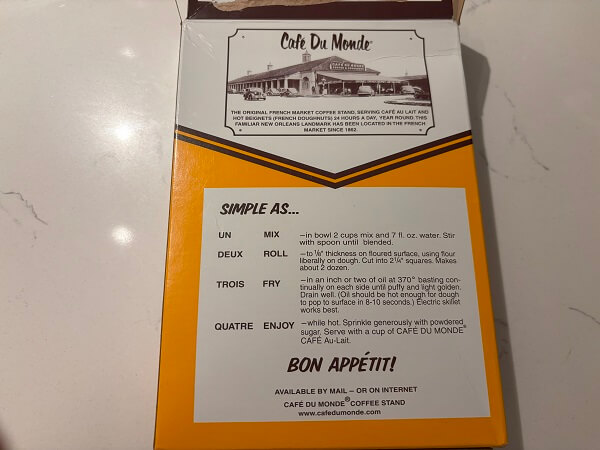 Café Du Monde
CAFE DU MONDE
THE ORIGINAL FRENCH MARKET COFFEE STAND, SERVING CAFÉ AU LAIT AND
HOT BEIGNETS (FRENCH DOUGHNUTS) 24 HOURS A DAY, YEAR ROUND. THIS
FAMILIAR NEW ORLEANS LANDMARK HAS BEEN LOCATED IN THE FRENCH
MARKET SINCE 1862.
SIMPLE AS...
UN MIX –in bowl 2 cups mix and 7 fl. oz. water. Stir
with spoon until blended.
DEUX ROLL –to 1/8" thickness on floured surface, using flour
liberally on dough. Cut into 2 1/4" squares. Makes
about 2 dozen.
TROIS FRY –in an inch or two of oil at 370° basting con-
tinually on each side until puffy and light golden.
Drain well. (Oil should be hot enough for dough
to pop to surface in 8-10 seconds.) Electric skillet
works best.
QUATRE ENJOY –while hot. Sprinkle generously with powdered
sugar. Serve with a cup of CAFÉ DU MONDE®
CAFÉ Au-Lait.
BON APPÉTIT!
AVAILABLE BY MAIL – OR ON INTERNET
CAFÉ DU MONDE® COFFEE STAND
www.cafedumonde.com